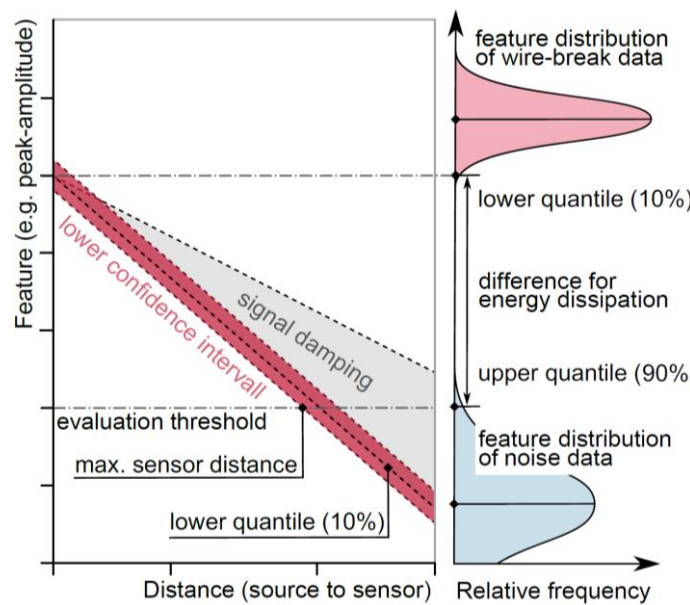 Feature (e.g. peak-amplitude)
lower confidence intervall
signal damping
evaluation threshold
max. sensor distance
lower quantile (10%)
Distance (source to sensor)
feature distribution
of wire-break data
lower quantile (10%)
difference for
energy dissipation
upper quantile (90%
feature distribution
of noise data
Relative frequency